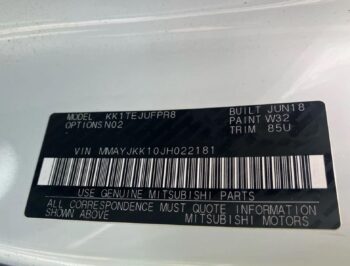 MODEL KK1TEJUFPR8 BUILT JUN18
OPTIONS N02 PAINT W32
TRIM 85U
VIN MMAYJKK10JH022181
USE GENUINE MITSUBISHI PARTS
ALL CORRESPONDENCE MUST QUOTE INFORMATION
SHOWN ABOVE MITSUBISHI MOTORS